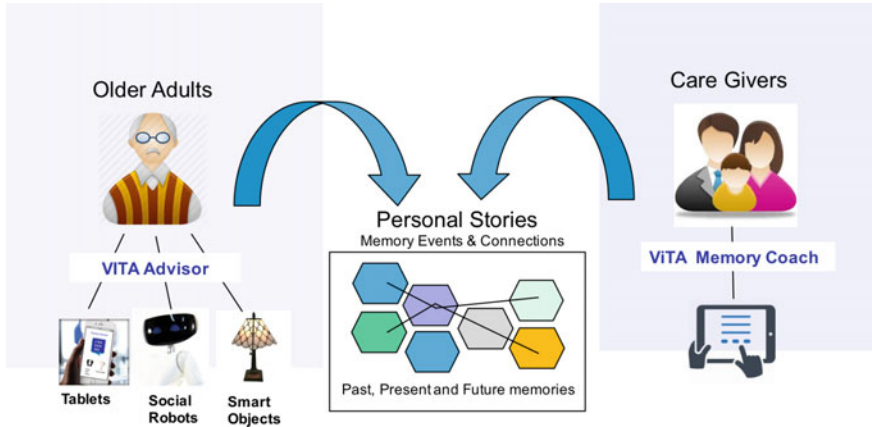 Older Adults
VITA Advisor
Tablets
Social
Robots
Smart
Objects
Personal Stories
Memory Events & Connections
Past, Present and Future memories
Care Givers
ViTA Memory Coach